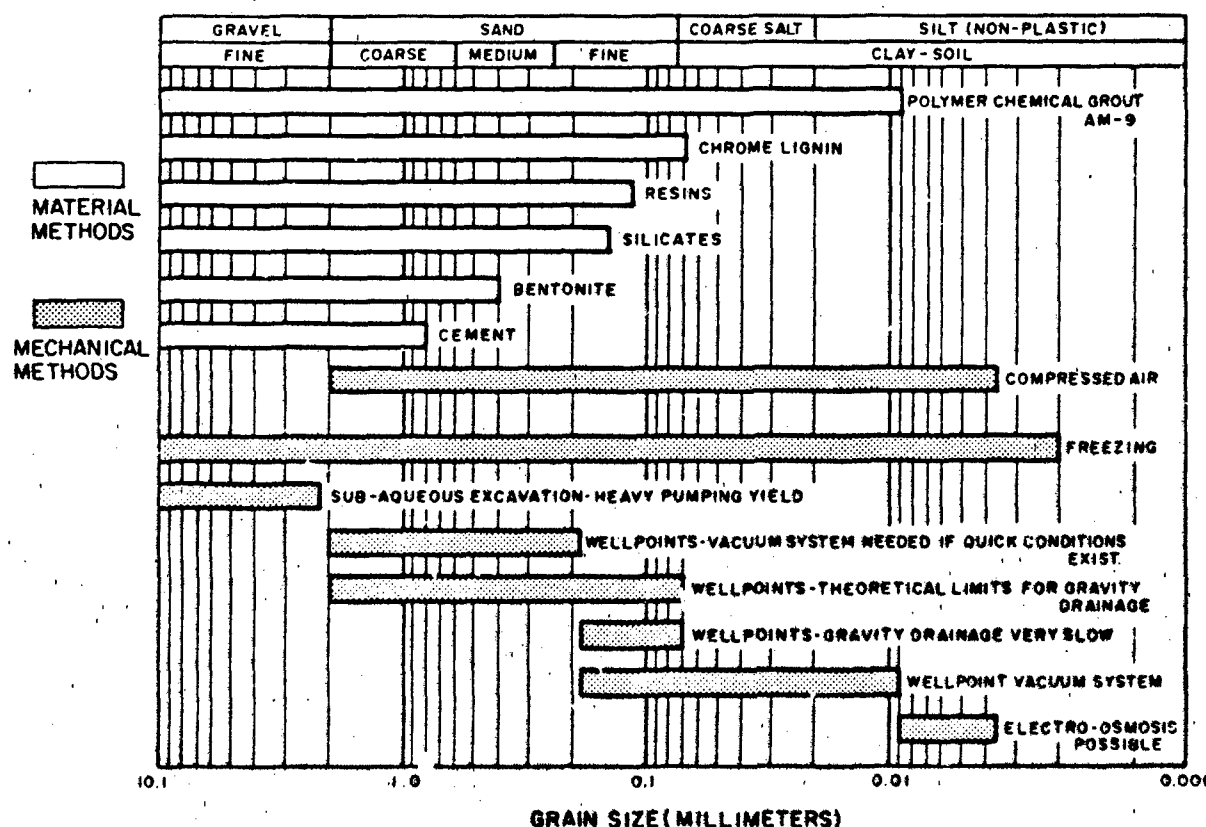 GRAVEL SAND COARSE SALT SILT (NON-PLASTIC)
FINE COARSE MEDIUM FINE CLAY-SOIL
POLYMER CHEMICAL GROUT
AM-9
CHROME LIGNIN
MATERIAL
METHODS
RESINS
SILICATES
BENTONITE
MECHANICAL
METHODS
CEMENT
COMPRESSED AIR
FREEZING
SUB-AQUEOUS EXCAVATION-HEAVY PUMPING YIELD
WELLPOINTS-VACUUM SYSTEM NEEDED IF QUICK CONDITIONS
EXIST.
WELLPOINTS-THEORETICAL LIMITS FOR GRAVITY
DRAINAGE
WELLPOINTS-GRAVITY DRAINAGE VERY SLOW
WELLPOINT VACUUM SYSTEM
ELECTRO-OSMOSIS
POSSIBLE
10.1 1.0 0.1 0.01 0.000
GRAIN SIZE (MILLIMETERS)